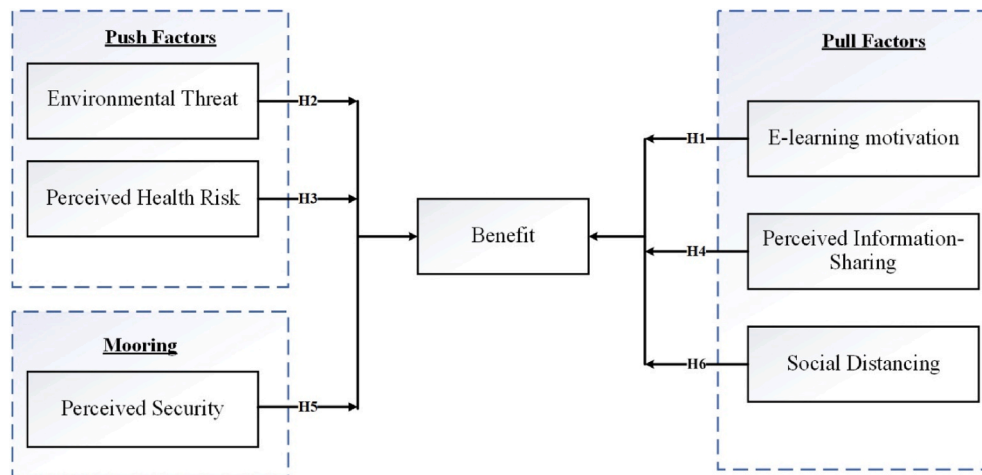 Push Factors
Environmental Threat
H2
Perceived Health Risk
H3
Mooring
Perceived Security
H5
Benefit
Pull Factors
H1
E-learning motivation
H4
Perceived Information-
Sharing
H6
Social Distancing